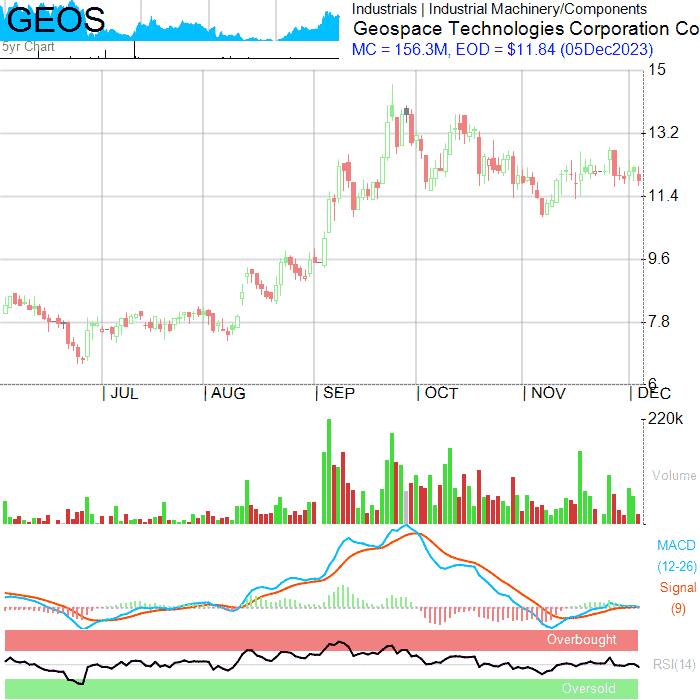 GEOS
Industrials | Industrial Machinery/Components
Geospace Technologies Corporation Co
5yr Chart
MC = 156.3M, EOD = $11.84 (05Dec2023)
15
13.2
11.4
9.6
7.8
6
| JUL | AUG | SEP | OCT | NOV | DEC
220k
Volume
MACD
(12-26)
Signal
(9)
Overbought
RSI(14)
Oversold